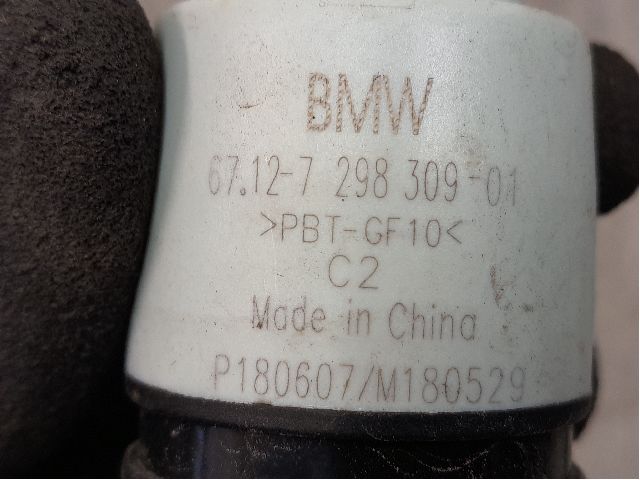 BMW
67.12-7 298 309-01
>PBT-GF10<
C2
Made in China
P180607/M180529